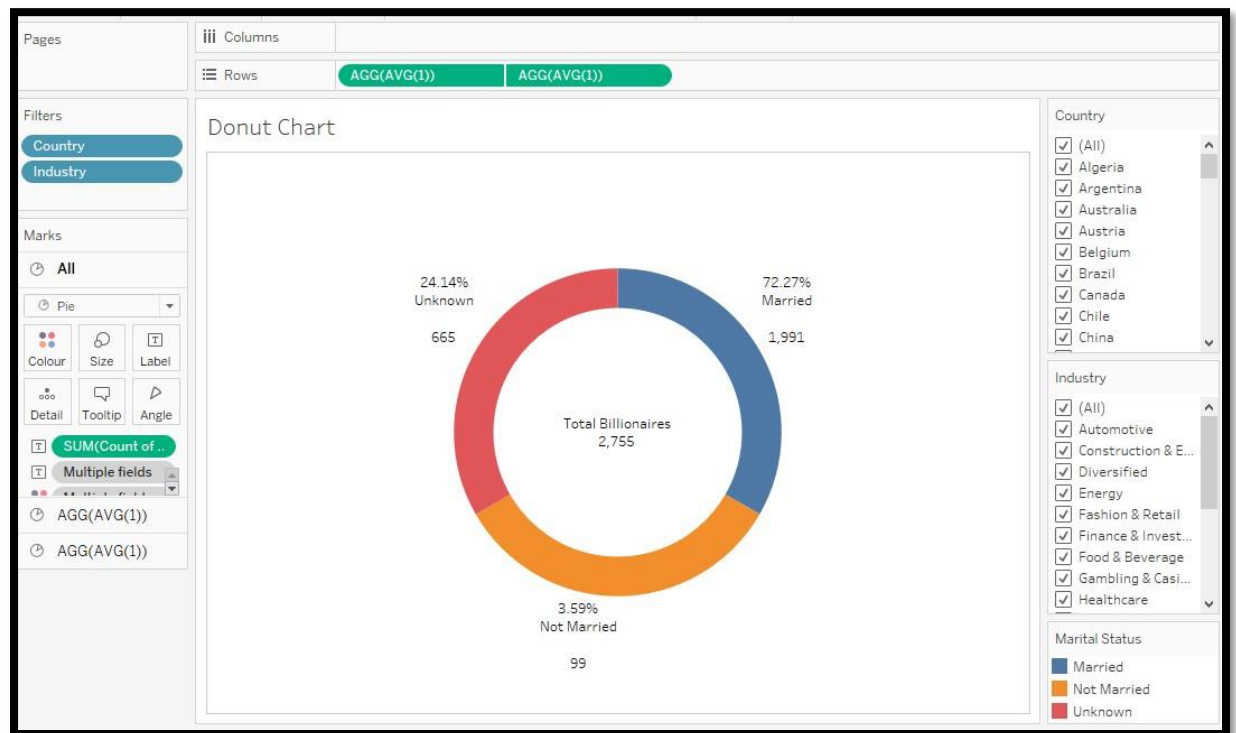 Pages
Columns
Rows
AGG(AVG(1))
AGG(AVG(1))
Filters
Country
Industry
Marks
All
Pie
Colour
Size
Label
Detail
Tooltip
Angle
SUM(Count of ..
Multiple fields
AGG(AVG(1))
AGG(AVG(1))
Donut Chart
24.14%
Unknown
665
72.27%
Married
1,991
Total Billionaires
2,755
3.59%
Not Married
99
Country
(All)
Algeria
Argentina
Australia
Austria
Belgium
Brazil
Canada
Chile
China
Industry
(All)
Automotive
Construction & E...
Diversified
Energy
Fashion & Retail
Finance & Invest...
Food & Beverage
Gambling & Casi...
Healthcare
Marital Status
Married
Not Married
Unknown